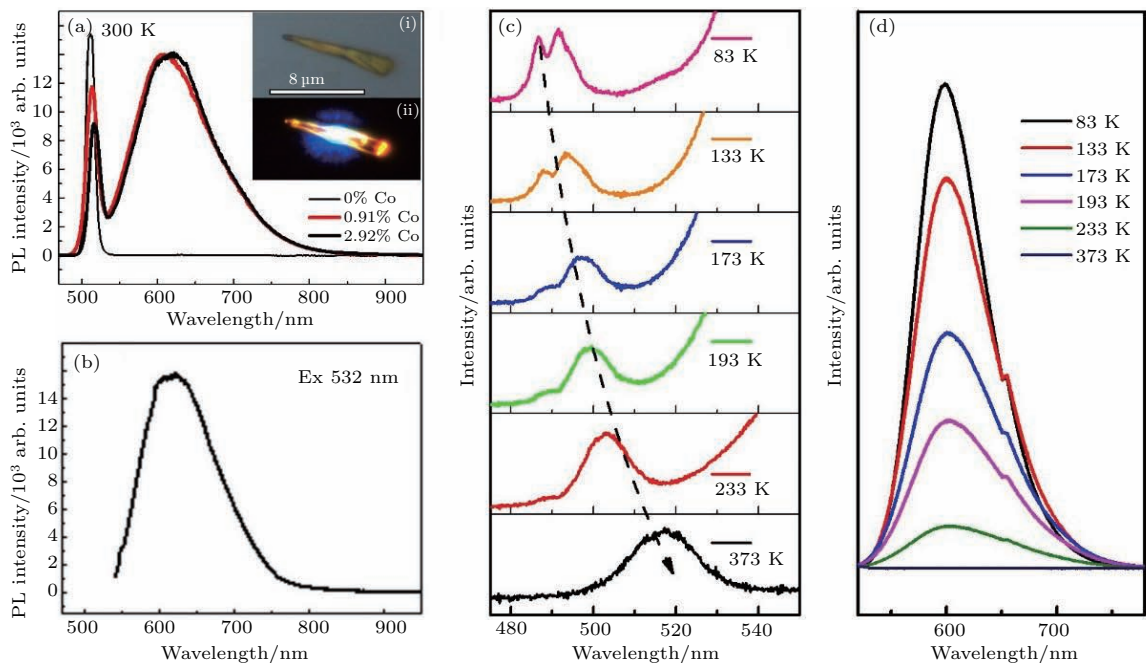 (a)
300 K
(i)
8 µm
(ii)
0% Co
0.91% Co
2.92% Co
14
12
10
8
6
4
2
0
PL intensity/10³ arb. units
500 600 700 800 900
Wavelength/nm
(b)
Ex 532 nm
14
12
10
8
6
4
2
0
PL intensity/10³ arb. units
500 600 700 800 900
Wavelength/nm
(c)
83 K
133 K
173 K
193 K
233 K
373 K
Intensity/arb. units
480 500 520 540
Wavelength/nm
(d)
83 K
133 K
173 K
193 K
233 K
373 K
Intensity/arb. units
600 700
Wavelength/nm